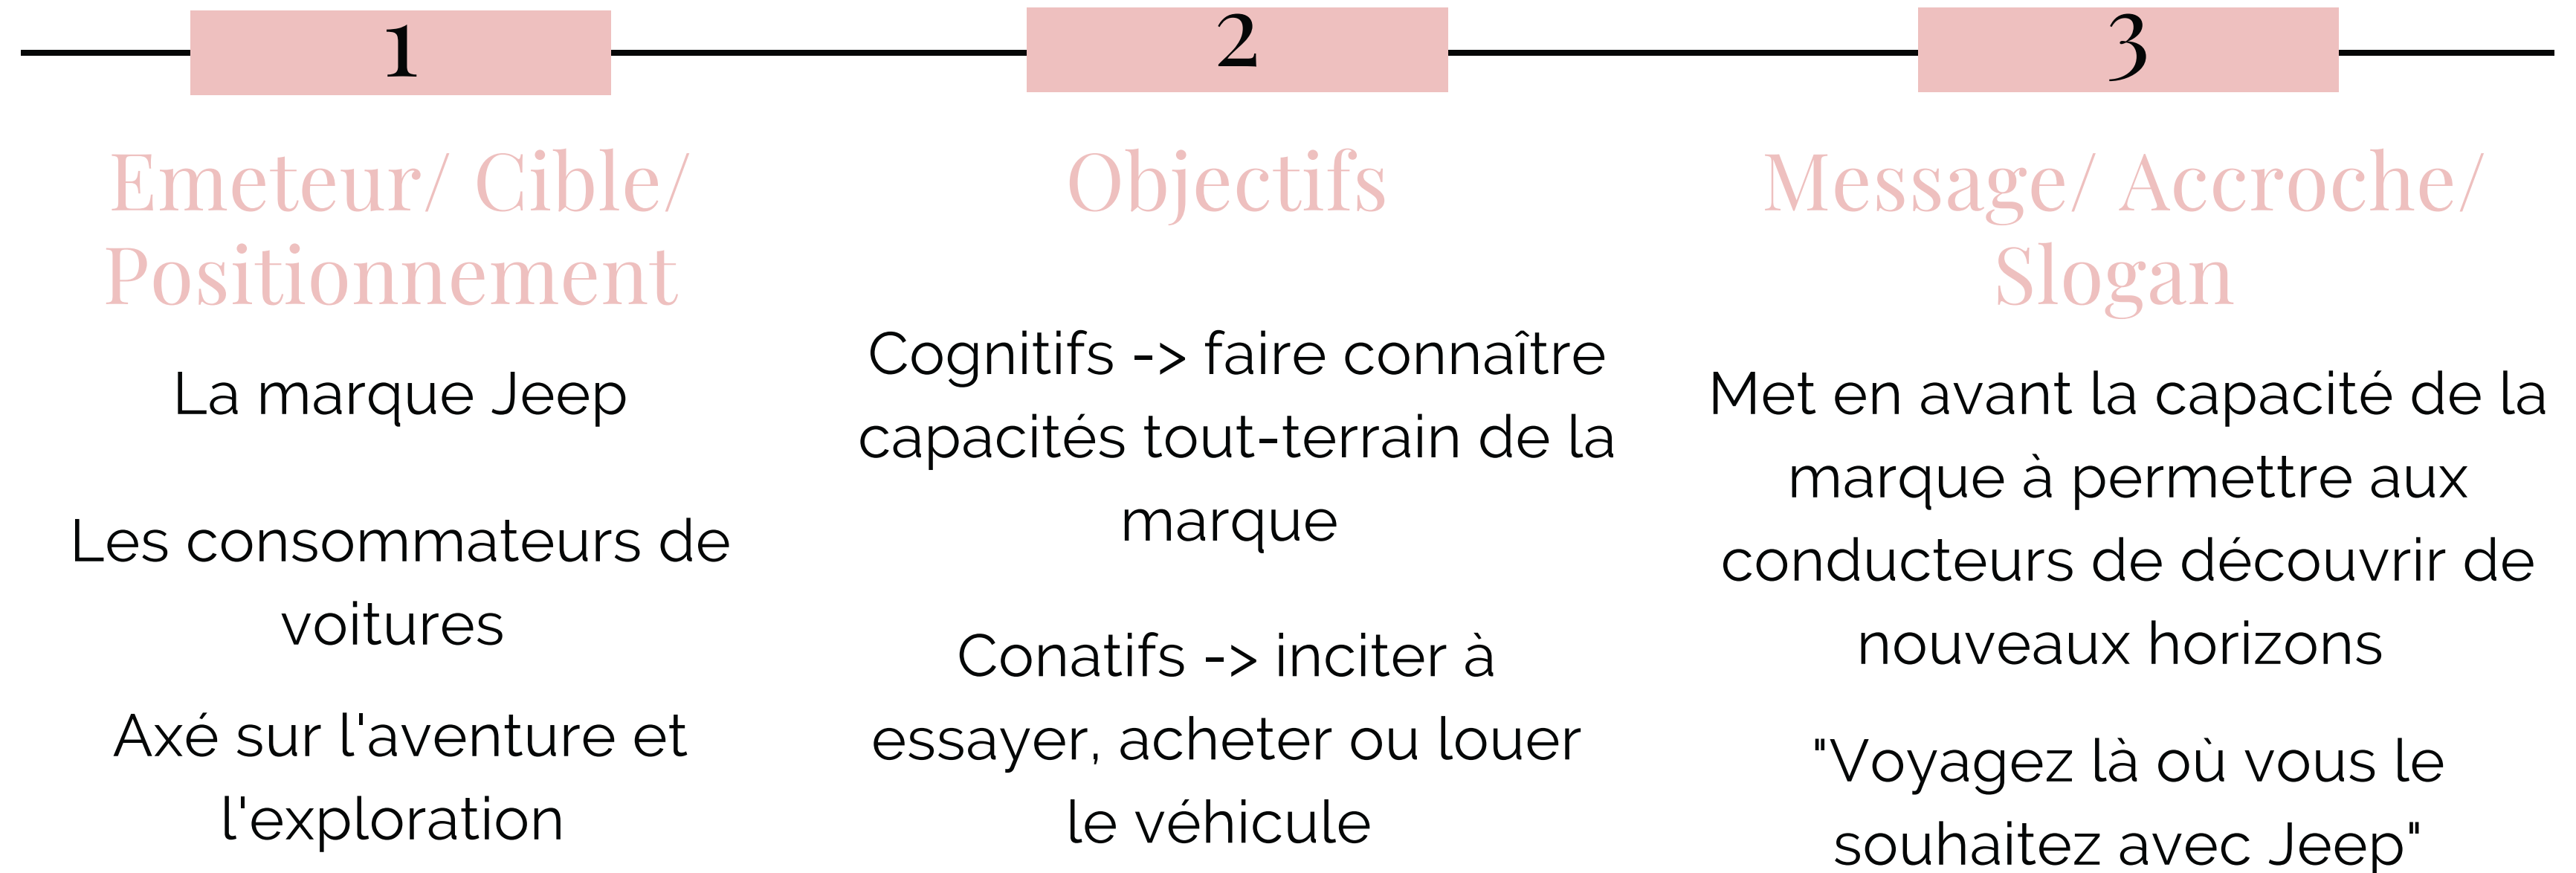 1
Emeteur/ Cible/
Positionnement
La marque Jeep
Les consommateurs de
voitures
Axé sur l'aventure et
l'exploration
2
Objectifs
Cognitifs -> faire connaître
capacités tout-terrain de la
marque
Conatifs -> inciter à
essayer, acheter ou louer
le véhicule
3
Message/ Accroche/
Slogan
Met en avant la capacité de la
marque à permettre aux
conducteurs de découvrir de
nouveaux horizons
"Voyagez là où vous le
souhaitez avec Jeep"